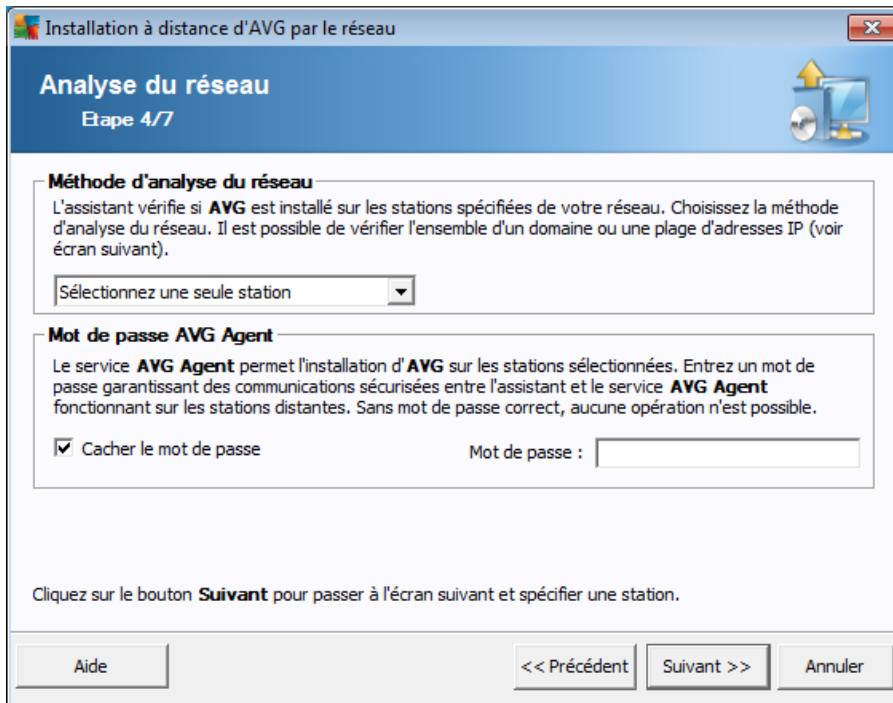 Installation à distance d'AVG par le réseau
Analyse du réseau
Etape 4/7
Méthode d'analyse du réseau
L'assistant vérifie si AVG est installé sur les stations spécifiées de votre réseau. Choisissez la méthode
d'analyse du réseau. Il est possible de vérifier l'ensemble d'un domaine ou une plage d'adresses IP (voir
écran suivant).
Sélectionnez une seule station
Mot de passe AVG Agent
Le service AVG Agent permet l'installation d'AVG sur les stations sélectionnées. Entrez un mot de
passe garantissant des communications sécurisées entre l'assistant et le service AVG Agent
fonctionnant sur les stations distantes. Sans mot de passe correct, aucune opération n'est possible.
Cacher le mot de passe Mot de passe :
Cliquez sur le bouton Suivant pour passer à l'écran suivant et spécifier une station.
Aide << Précédent Suivant >> Annuler